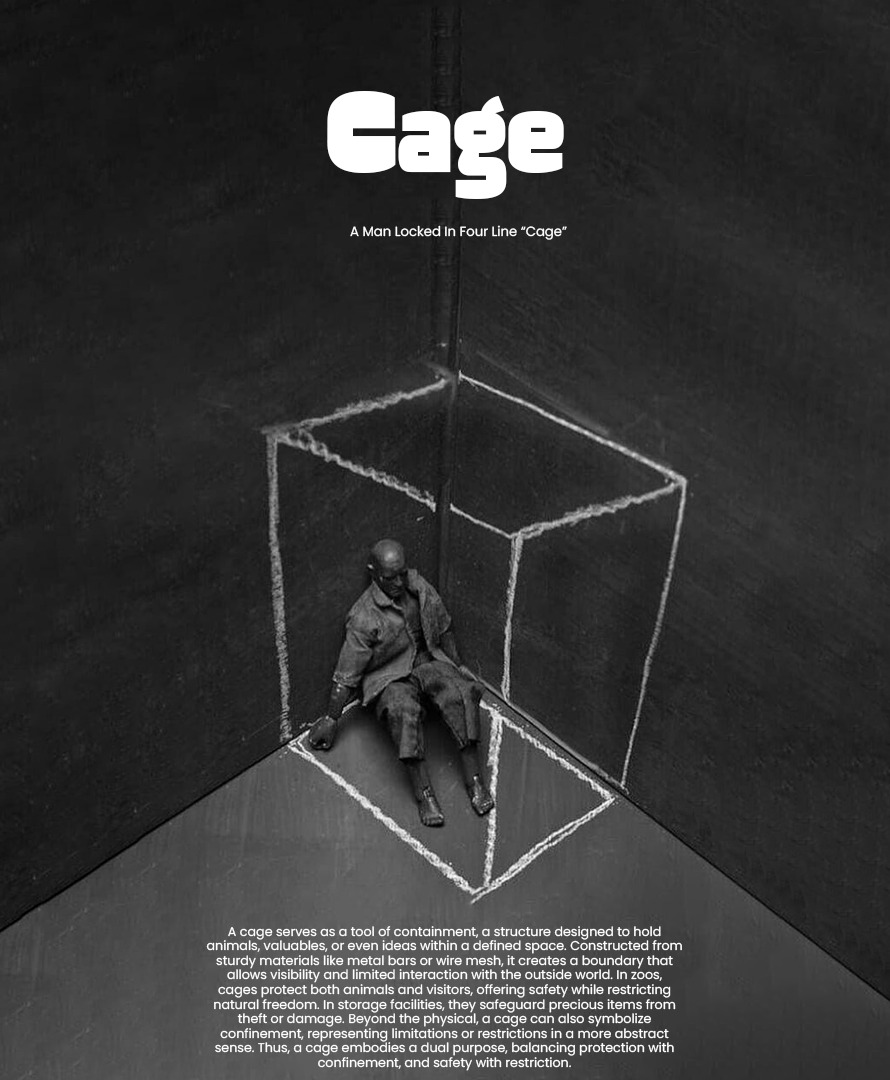 Cage
A Man Locked In Four Line “Cage”
A cage serves as a tool of containment, a structure designed to hold
animals, valuables, or even ideas within a defined space. Constructed from
sturdy materials like metal bars or wire mesh, it creates a boundary that
allows visibility and limited interaction with the outside world. In zoos,
cages protect both animals and visitors, offering safety while restricting
natural freedom. In storage facilities, they safeguard precious items from
theft or damage. Beyond the physical, a cage can also symbolize
confinement, representing limitations or restrictions in a more abstract
sense. Thus, a cage embodies a dual purpose, balancing protection with
confinement, and safety with restriction.